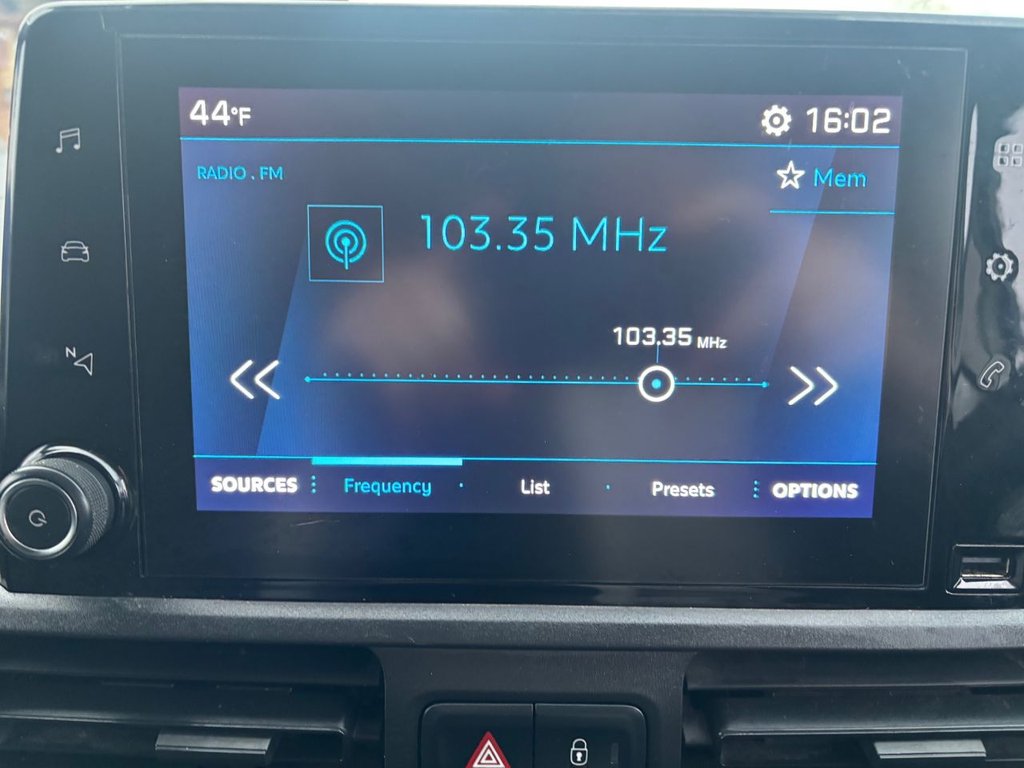 44°F
16:02
RADIO . FM
Mem
103.35 MHz
103.35 MHz
N
SOURCES Frequency List Presets OPTIONS